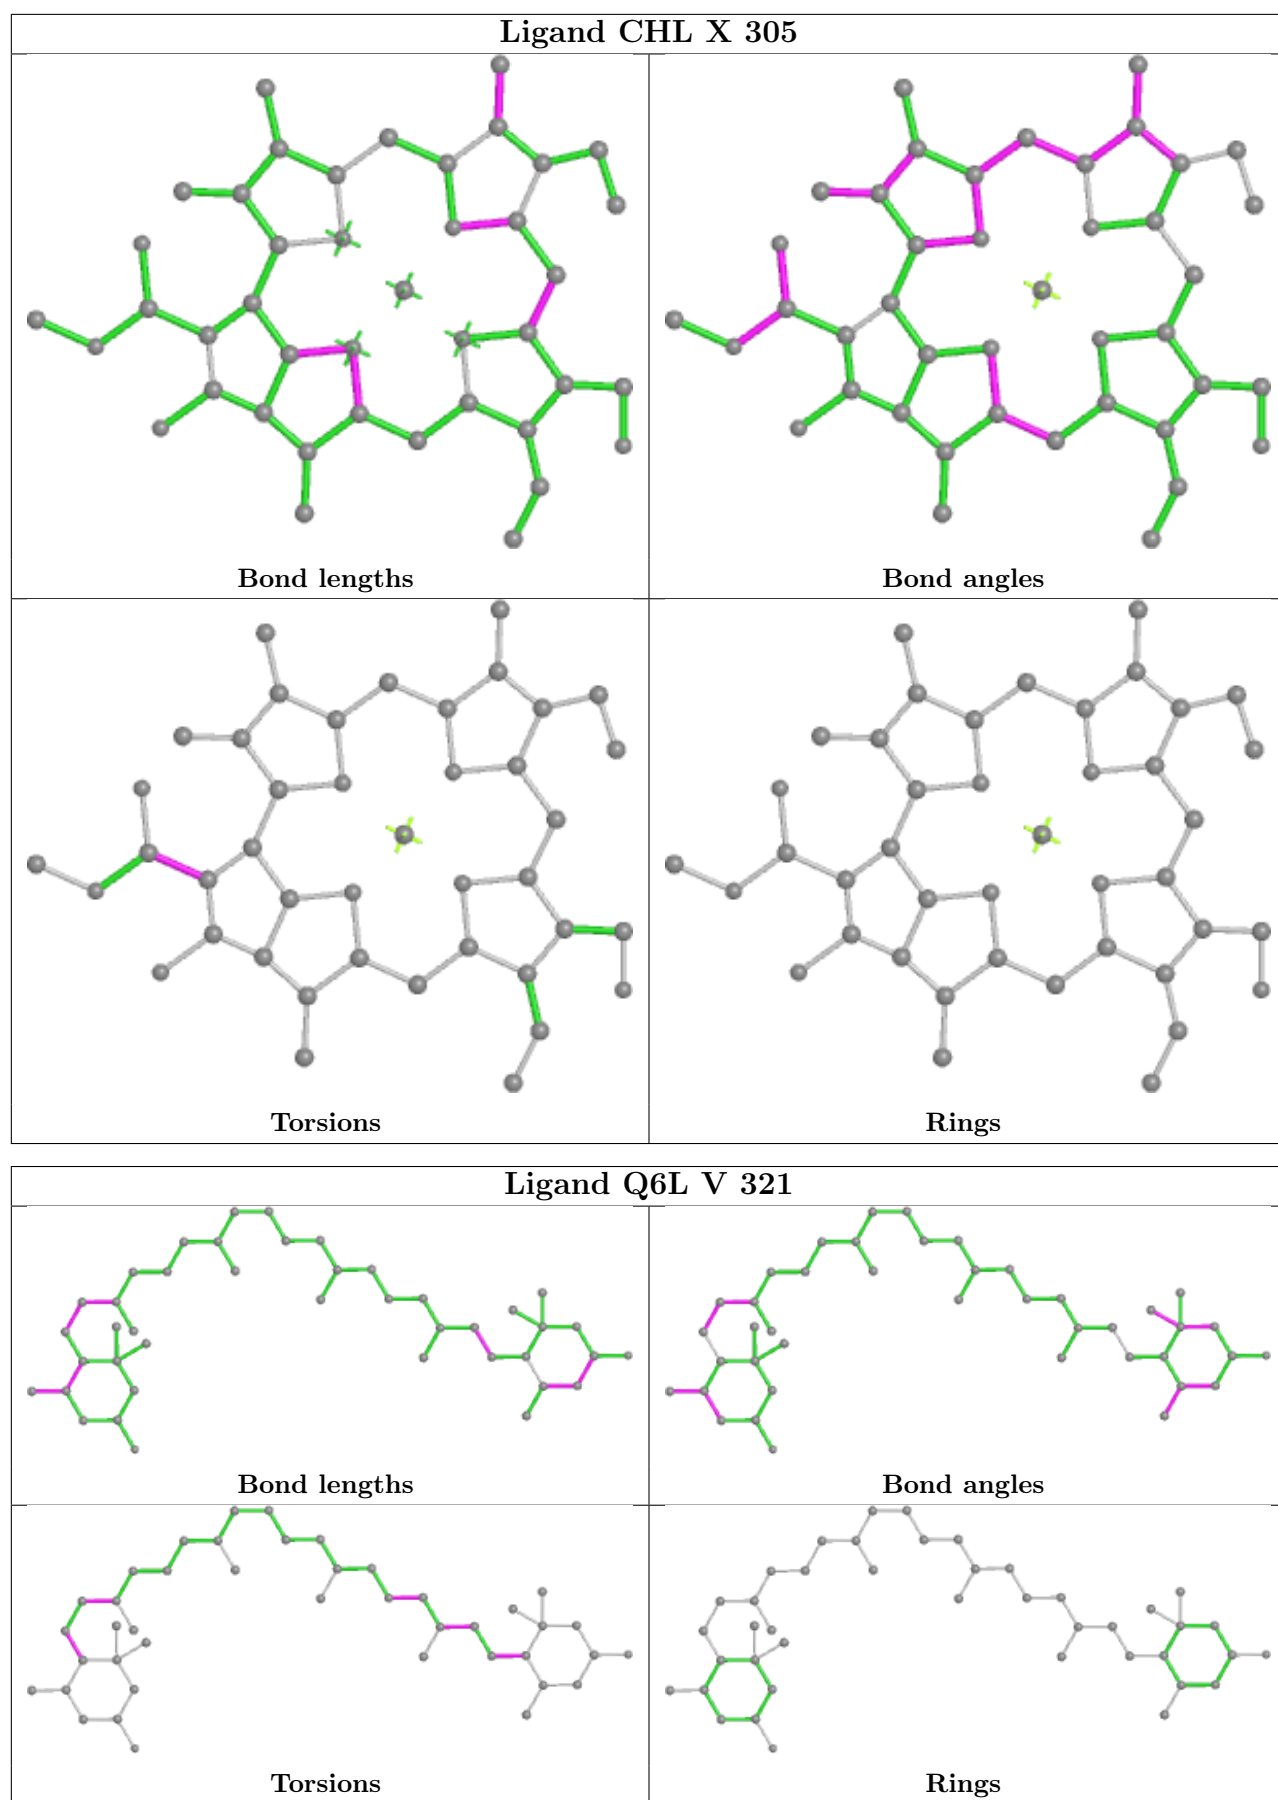 Ligand CHL X 305
Bond lengths
Bond angles
Torsions
Rings
Ligand Q6L V 321
Bond lengths
Bond angles
Torsions
Rings